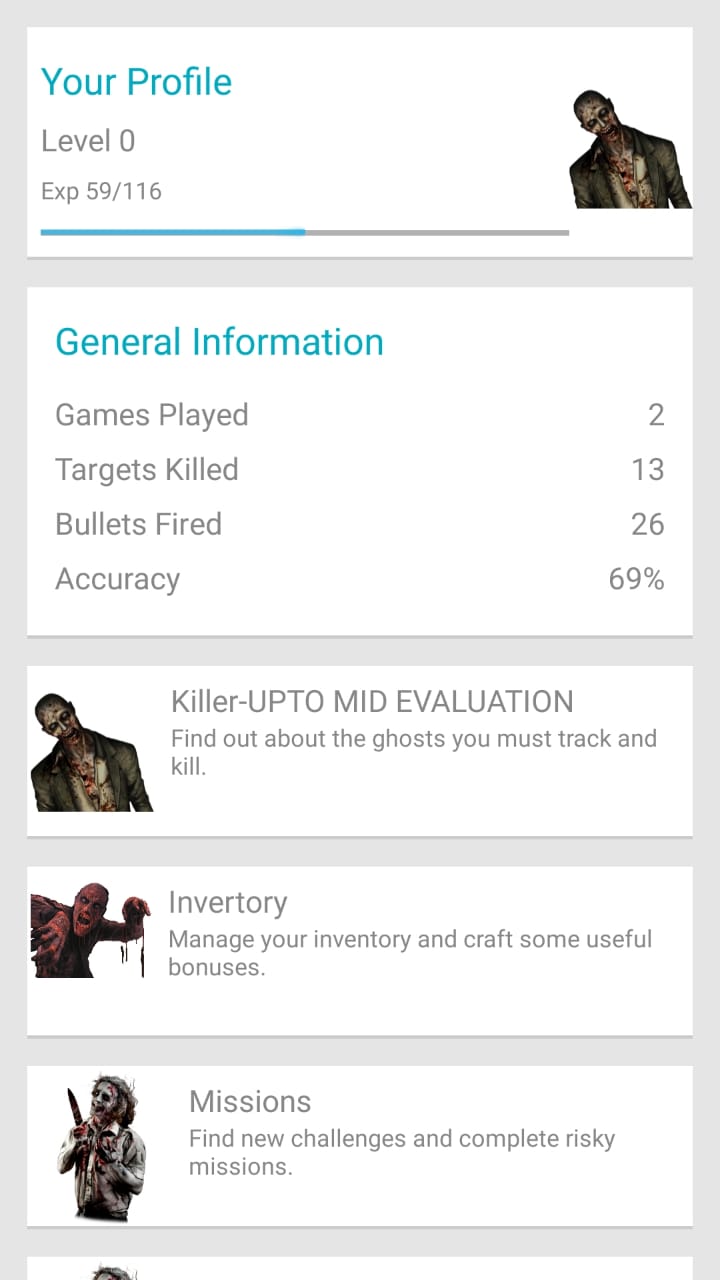 Your Profile
Level 0
Exp 59/116
General Information
Games Played 2
Targets Killed 13
Bullets Fired 26
Accuracy 69%
Killer-UPTO MID EVALUATION
Find out about the ghosts you must track and
kill.
Invertory
Manage your inventory and craft some useful
bonuses.
Missions
Find new challenges and complete risky
missions.